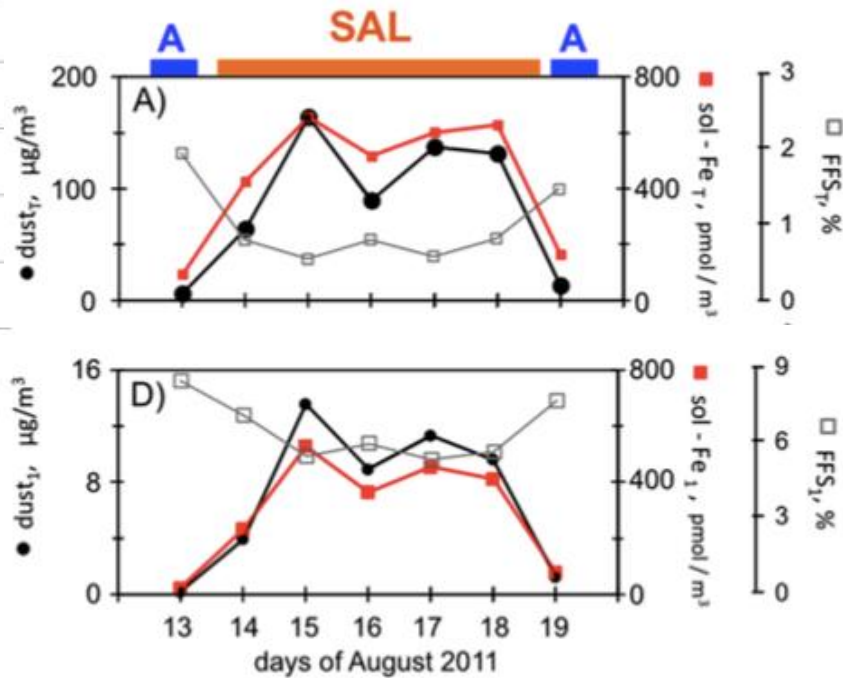 A SAL A
A)
200
100
0
● dust_T, µg/m³
800
400
0
sol - Fe_T, pmol / m³
3
2
1
0
FFS_T, %
D)
16
8
0
● dust_1, µg/m³
800
400
0
sol - Fe_1, pmol / m³
9
6
3
0
FFS_1, %
13 14 15 16 17 18 19
days of August 2011